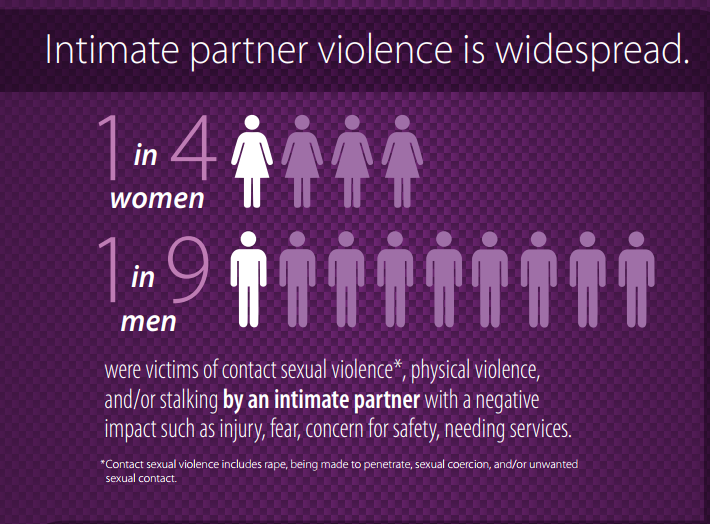 Intimate partner violence is widespread.
1 in 4
women
1 in 9
men
were victims of contact sexual violence*, physical violence,
and/or stalking by an intimate partner with a negative
impact such as injury, fear, concern for safety, needing services.
*Contact sexual violence includes rape, being made to penetrate, sexual coercion, and/or unwanted
sexual contact.